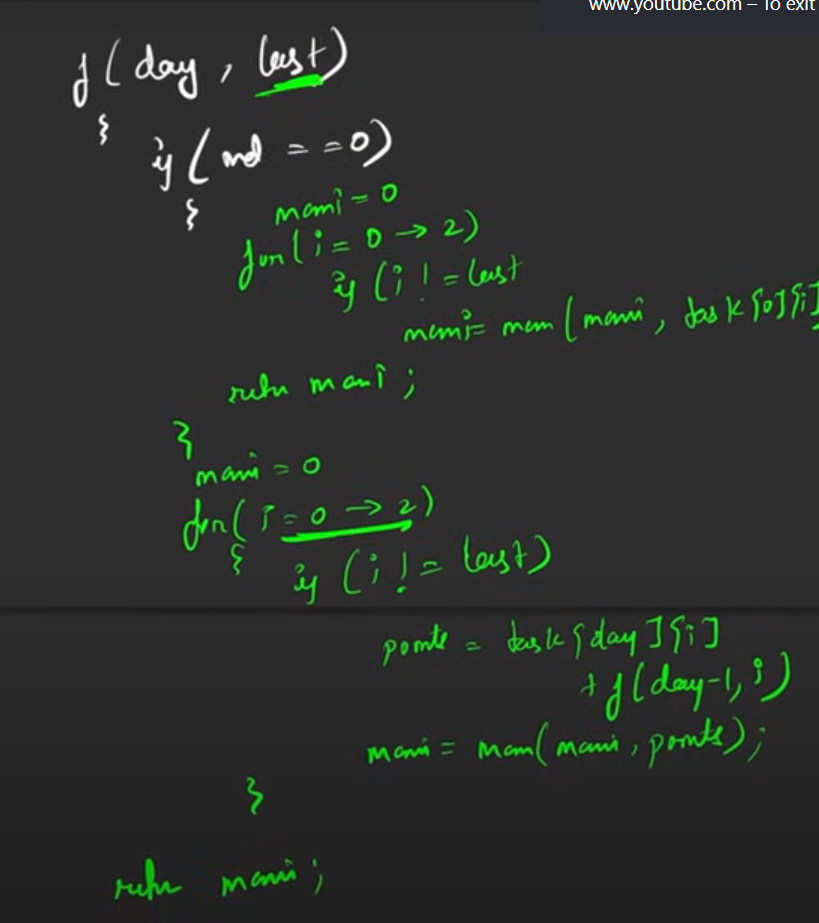 www.youtube.com – To exit
f(day, last)
{
if(ind == 0)
{
maxi = 0
for(i = 0 → 2)
if (i != last
maxi = max(maxi, task[0][i]
return maxi;
}
maxi = 0
for(i = 0 → 2)
{
if (i != last)
points = task[day][i]
+ f(day-1, i)
maxi = max(maxi, points);
}
return maxi;